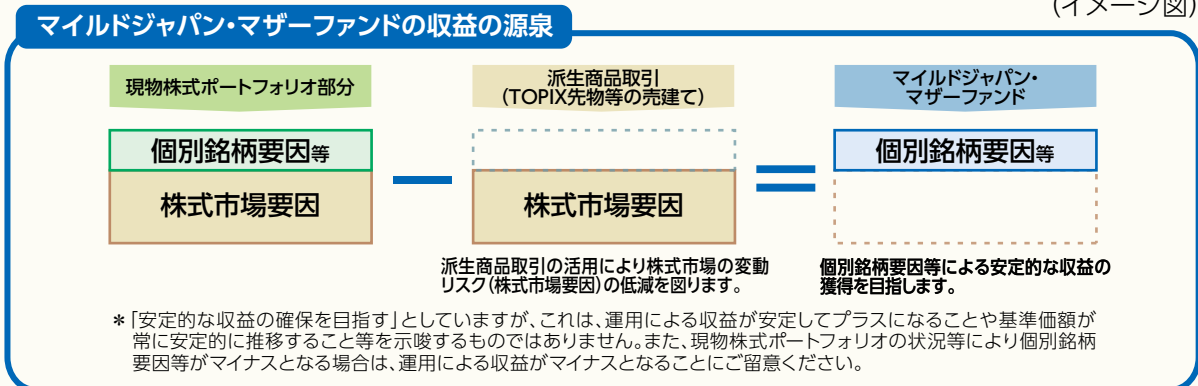 (イメージ図)
マイルドジャパン・マザーファンドの収益の源泉
現物株式ポートフォリオ部分
派生商品取引
(TOPIX先物等の売建て)
マイルドジャパン・
マザーファンド
個別銘柄要因等
株式市場要因
株式市場要因
個別銘柄要因等
派生商品取引の活用により株式市場の変動
リスク(株式市場要因)の低減を図ります。
個別銘柄要因等による安定的な収益の
獲得を目指します。
*「安定的な収益の確保を目指す」としていますが、これは、運用による収益が安定してプラスになることや基準価額が
常に安定的に推移すること等を示唆するものではありません。また、現物株式ポートフォリオの状況等により個別銘柄
要因等がマイナスとなる場合は、運用による収益がマイナスとなることにご留意ください。